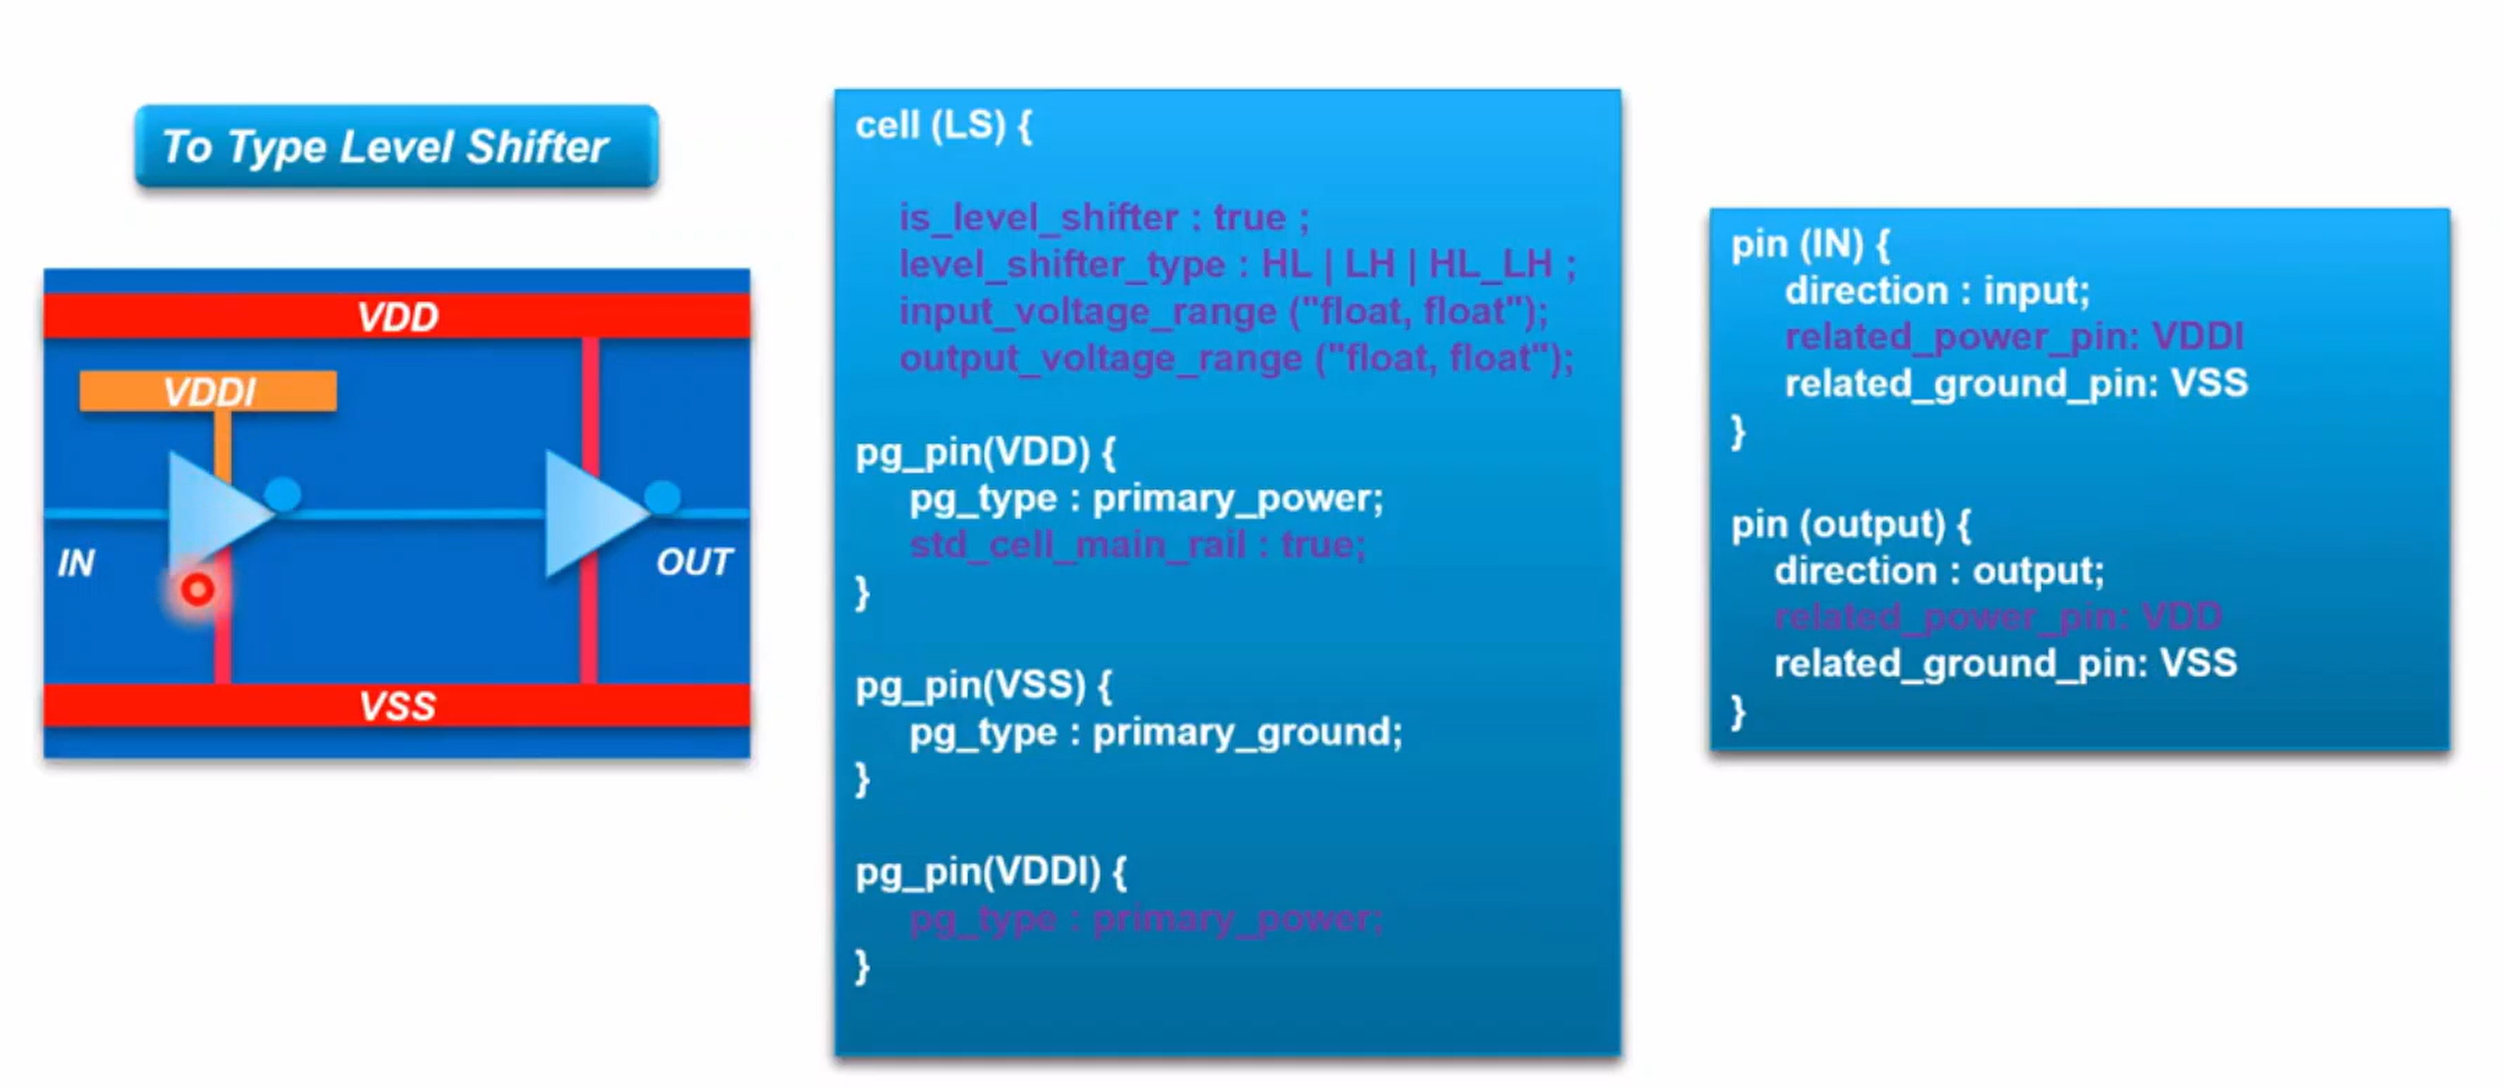 To Type Level Shifter
VDD
VDDI
IN
OUT
VSS
cell (LS) {
is_level_shifter : true ;
level_shifter_type : HL | LH | HL_LH ;
input_voltage_range ("float, float");
output_voltage_range ("float, float");
pg_pin(VDD) {
pg_type : primary_power;
std_cell_main_rail : true;
}
pg_pin(VSS) {
pg_type : primary_ground;
}
pg_pin(VDDI) {
pg_type : primary_power;
}
pin (IN) {
direction : input;
related_power_pin: VDDI
related_ground_pin: VSS
}
pin (output) {
direction : output;
related_power_pin: VDD
related_ground_pin: VSS
}